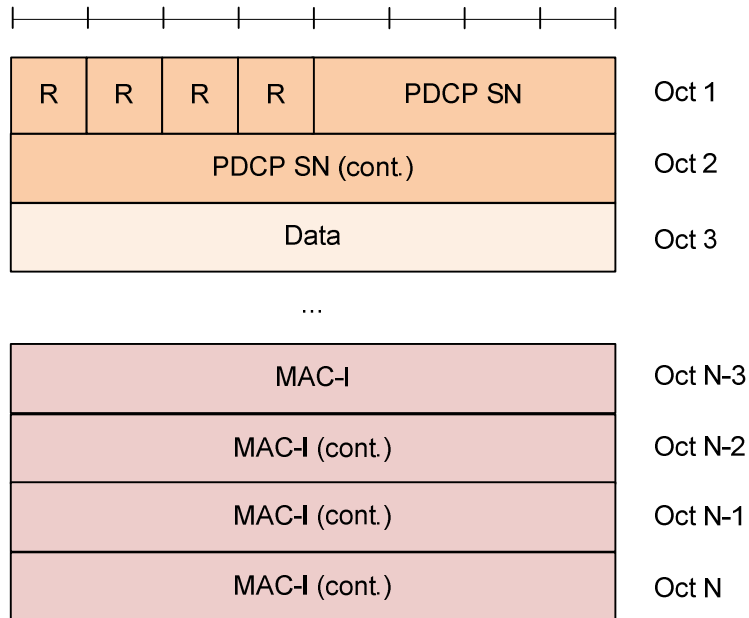 R R R R PDCP SN Oct 1
PDCP SN (cont.) Oct 2
Data Oct 3
...
MAC-I Oct N-3
MAC-I (cont.) Oct N-2
MAC-I (cont.) Oct N-1
MAC-I (cont.) Oct N